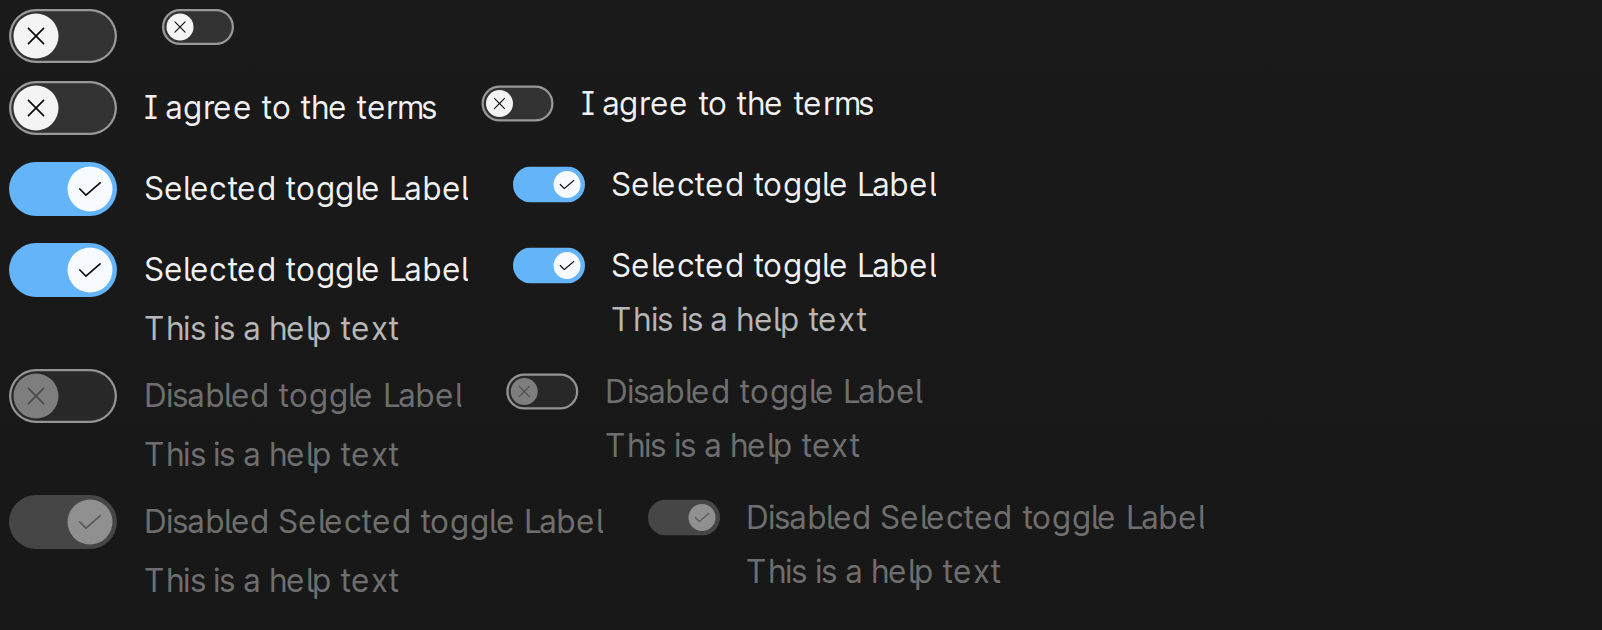 I agree to the terms I agree to the terms
Selected toggle Label Selected toggle Label
Selected toggle Label Selected toggle Label
This is a help text This is a help text
Disabled toggle Label Disabled toggle Label
This is a help text This is a help text
Disabled Selected toggle Label Disabled Selected toggle Label
This is a help text This is a help text